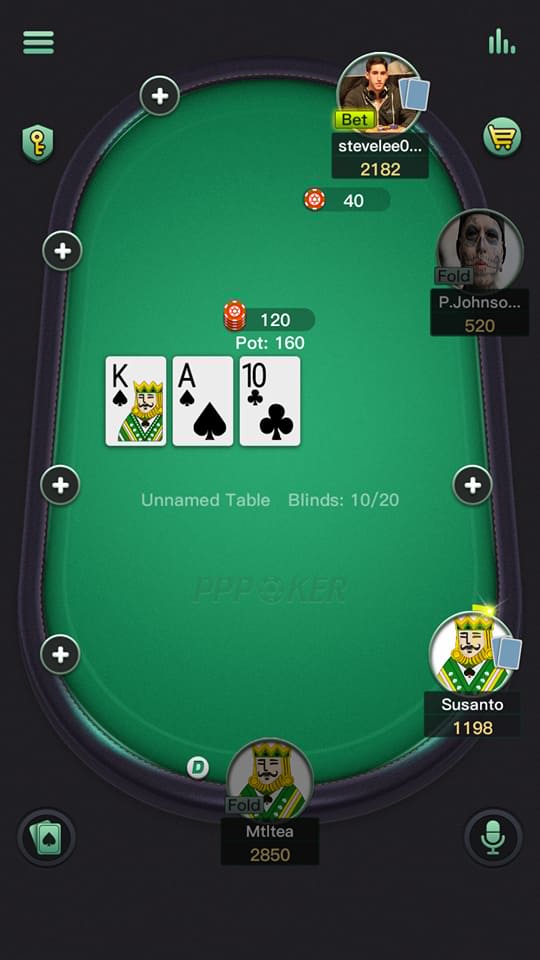 Bet
stevelee0...
2182
40
Fold
P.Johnso...
520
120
Pot: 160
K
A
10
Unnamed Table Blinds: 10/20
PPPOKER
Susanto
1198
D
Fold
Mtltea
2850